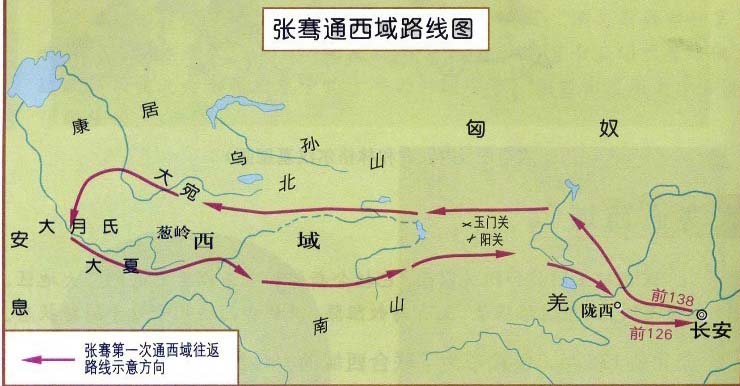 张骞通西域路线图
康居
乌孙
北山
匈奴
大宛
大月氏
葱岭
西域
玉门关
阳关
安息
大夏
南山
羌
陇西
前138
前126
长安
张骞第一次通西域往返
路线示意方向